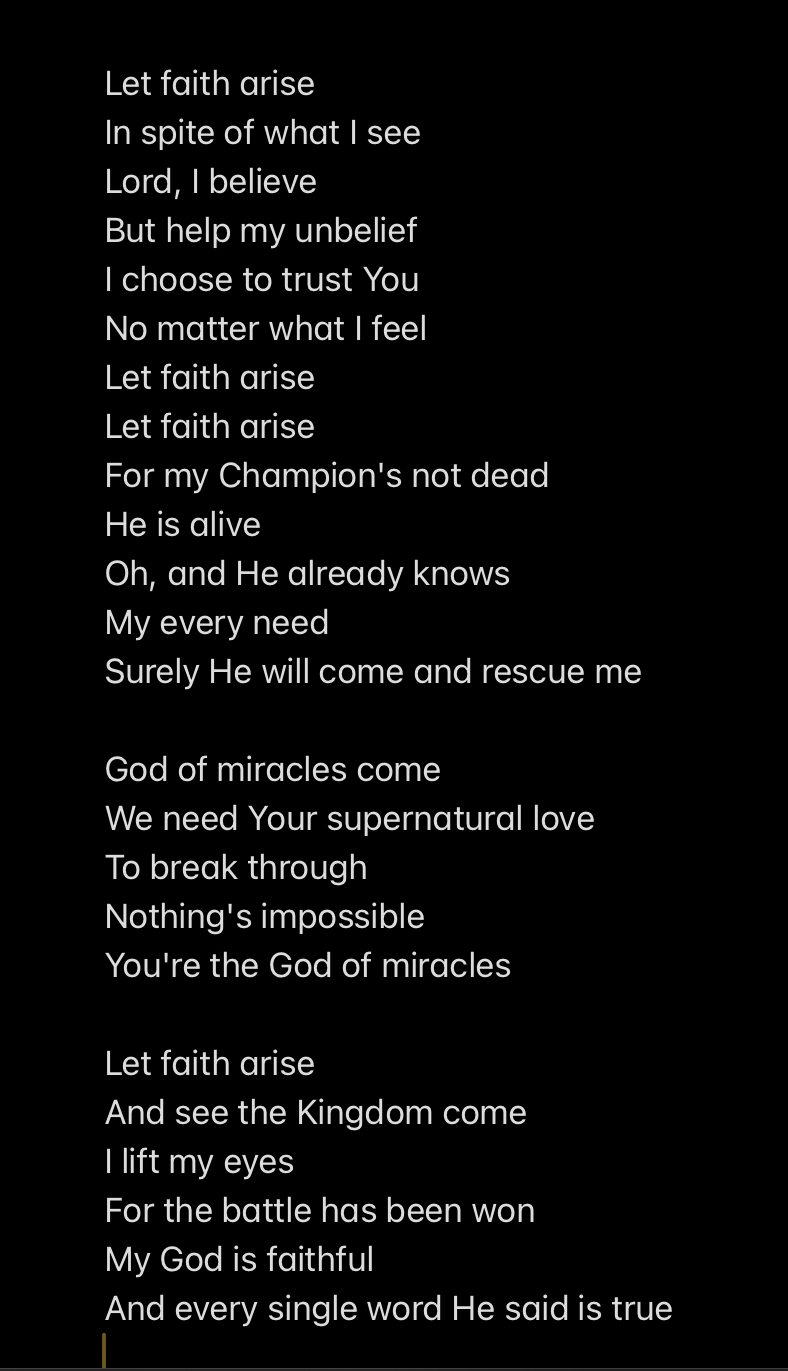 Let faith arise
In spite of what I see
Lord, I believe
But help my unbelief
I choose to trust You
No matter what I feel
Let faith arise
Let faith arise
For my Champion's not dead
He is alive
Oh, and He already knows
My every need
Surely He will come and rescue me

God of miracles come
We need Your supernatural love
To break through
Nothing's impossible
You're the God of miracles

Let faith arise
And see the Kingdom come
I lift my eyes
For the battle has been won
My God is faithful
And every single word He said is true